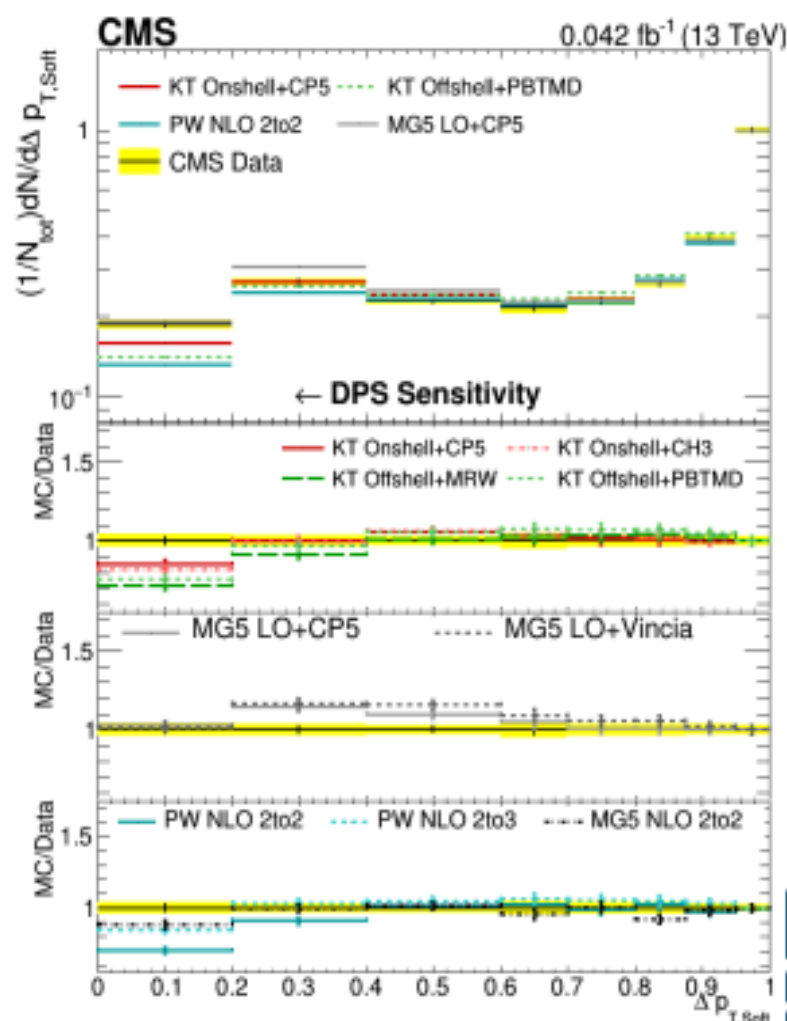 CMS 0.042 fb⁻¹ (13 TeV)
(1/N_tot)dN/dΔ p_T,Soft
KT Onshell+CP5 KT Offshell+PBTMD
PW NLO 2to2 MG5 LO+CP5
CMS Data
1
10⁻¹
← DPS Sensitivity
MC/Data
1.5
1
KT Onshell+CP5 KT Onshell+CH3
KT Offshell+MRW KT Offshell+PBTMD
MC/Data
1.5
1
MG5 LO+CP5 MG5 LO+Vincia
MC/Data
1.5
1
PW NLO 2to2 PW NLO 2to3 MG5 NLO 2to2
0 0.1 0.2 0.3 0.4 0.5 0.6 0.7 0.8 0.9 1
Δ p_T,Soft